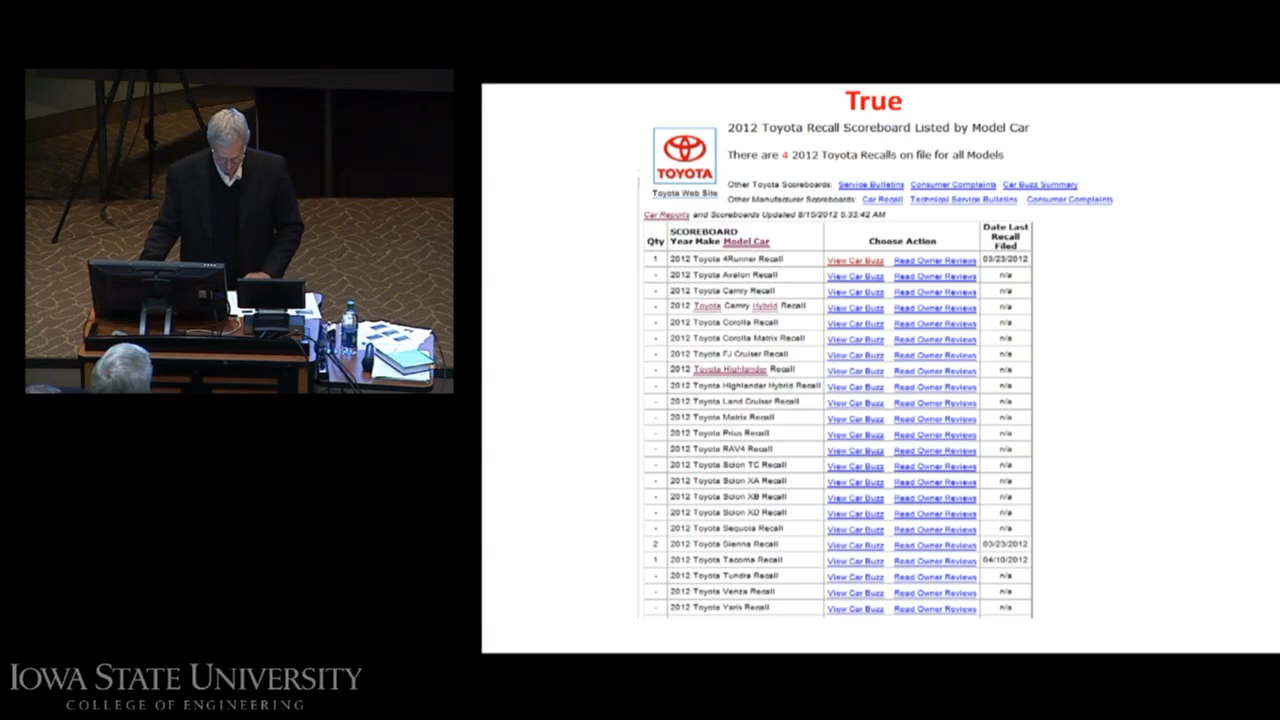 True
2012 Toyota Recall Scoreboard Listed by Model Car
There are 4 2012 Toyota Recalls on file for all Models
TOYOTA
Toyota Web Site
Other Toyota Scoreboards: Service Bulletins Consumer Complaints Car Buzz Summary
Other Manufacturer Scoreboards: Car Recall Technical Service Bulletins Consumer Complaints
Car Reports and Scoreboards Updated 8/15/2012 5:33:42 AM
Qty SCOREBOARD Year Make Model Car Choose Action Date Last Recall Filed
1 2012 Toyota 4Runner Recall View Car Buzz Read Owner Reviews 03/23/2012
- 2012 Toyota Avalon Recall View Car Buzz Read Owner Reviews n/a
- 2012 Toyota Camry Recall View Car Buzz Read Owner Reviews n/a
- 2012 Toyota Camry Hybrid Recall View Car Buzz Read Owner Reviews n/a
- 2012 Toyota Corolla Recall View Car Buzz Read Owner Reviews n/a
- 2012 Toyota Corolla Matrix Recall View Car Buzz Read Owner Reviews n/a
- 2012 Toyota FJ Cruiser Recall View Car Buzz Read Owner Reviews n/a
- 2012 Toyota Highlander Recall View Car Buzz Read Owner Reviews n/a
- 2012 Toyota Highlander Hybrid Recall View Car Buzz Read Owner Reviews n/a
- 2012 Toyota Land Cruiser Recall View Car Buzz Read Owner Reviews n/a
- 2012 Toyota Matrix Recall View Car Buzz Read Owner Reviews n/a
- 2012 Toyota Prius Recall View Car Buzz Read Owner Reviews n/a
- 2012 Toyota RAV4 Recall View Car Buzz Read Owner Reviews n/a
- 2012 Toyota Scion TC Recall View Car Buzz Read Owner Reviews n/a
- 2012 Toyota Scion XA Recall View Car Buzz Read Owner Reviews n/a
- 2012 Toyota Scion XB Recall View Car Buzz Read Owner Reviews n/a
- 2012 Toyota Scion XD Recall View Car Buzz Read Owner Reviews n/a
- 2012 Toyota Sequoia Recall View Car Buzz Read Owner Reviews n/a
2 2012 Toyota Sienna Recall View Car Buzz Read Owner Reviews 03/23/2012
1 2012 Toyota Tacoma Recall View Car Buzz Read Owner Reviews 04/10/2012
- 2012 Toyota Tundra Recall View Car Buzz Read Owner Reviews n/a
- 2012 Toyota Venza Recall View Car Buzz Read Owner Reviews n/a
- 2012 Toyota Yaris Recall View Car Buzz Read Owner Reviews n/a
IOWA STATE UNIVERSITY
COLLEGE OF ENGINEERING